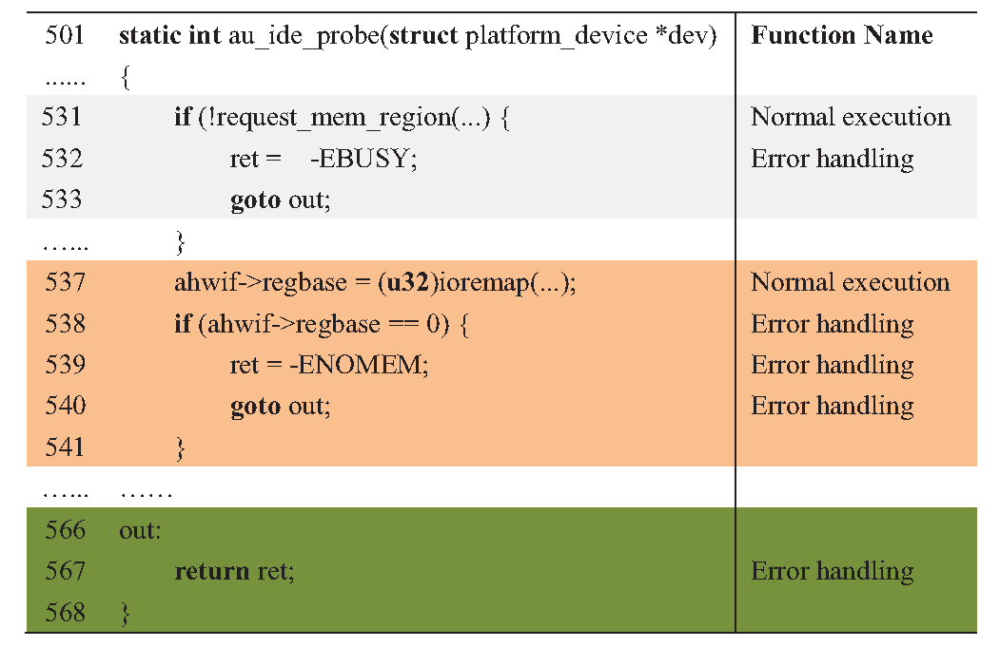 501 static int au_ide_probe(struct platform_device *dev) Function Name
...... {
531 if (!request_mem_region(...) { Normal execution
532 ret = -EBUSY; Error handling
533 goto out;
…... }
537 ahwif->regbase = (u32)ioremap(...); Normal execution
538 if (ahwif->regbase == 0) { Error handling
539 ret = -ENOMEM; Error handling
540 goto out; Error handling
541 }
…... ……
566 out:
567 return ret; Error handling
568 }